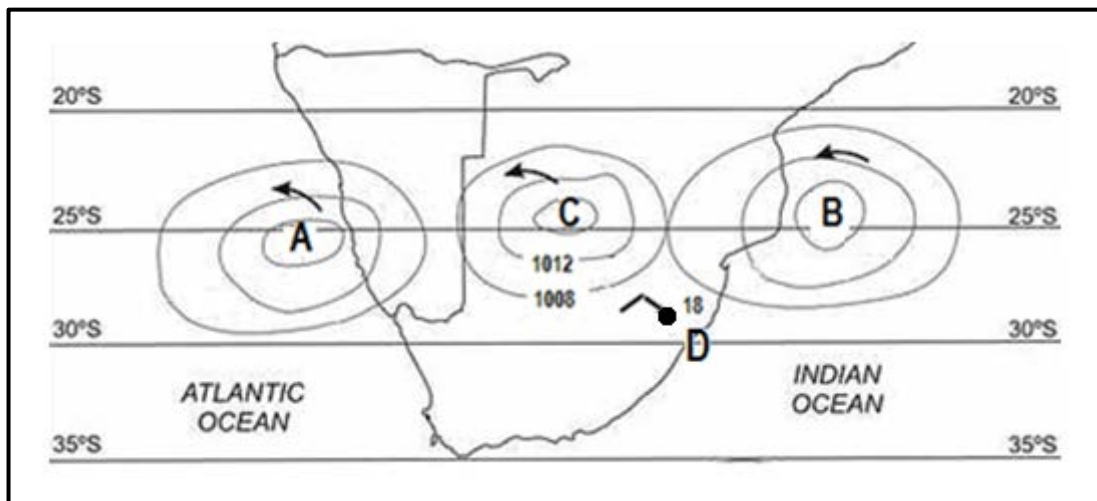 20°S 20°S
C
B
A
25°S 25°S
1012
1008
18
30°S D 30°S
ATLANTIC
OCEAN
INDIAN
OCEAN
35°S 35°S